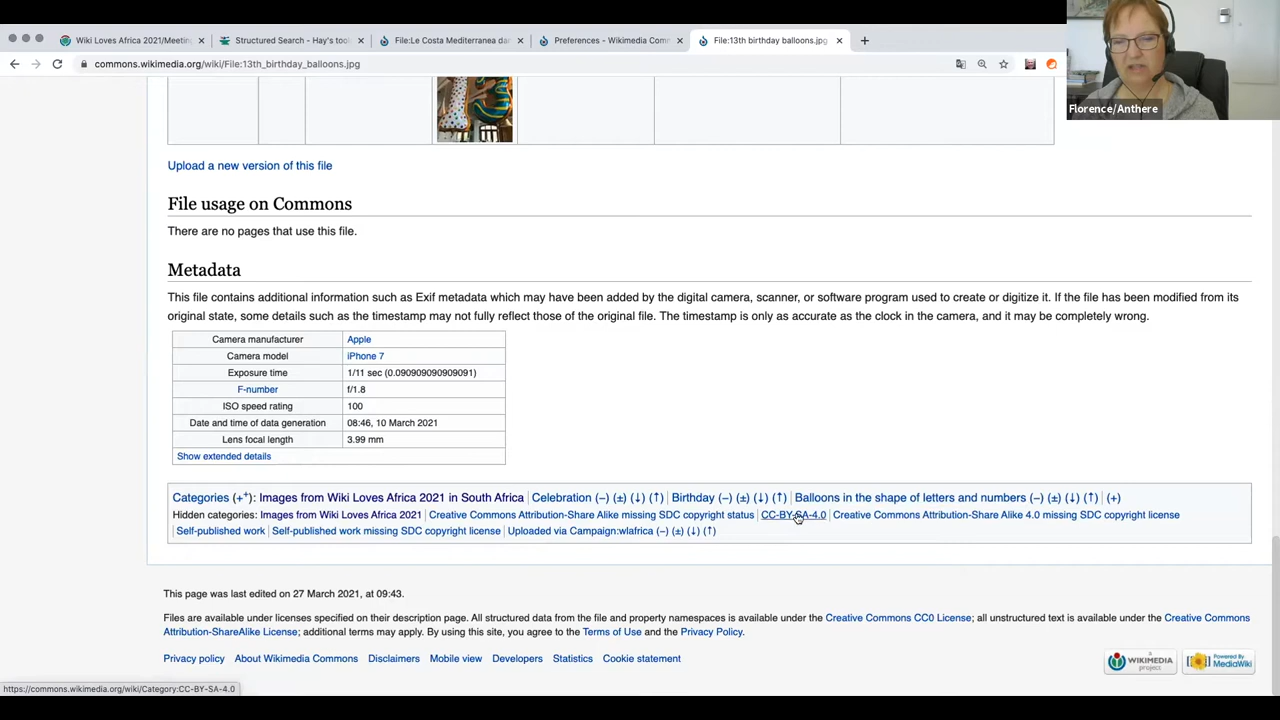 Wiki Loves Africa 2021/Meetin
Structured Search - Hay's tool
File:Le Costa Mediterranea dar
Preferences - Wikimedia Comm
File:13th birthday balloons.jpg
commons.wikimedia.org/wiki/File:13th_birthday_balloons.jpg
Florence/Anthere
Upload a new version of this file
File usage on Commons
There are no pages that use this file.
Metadata
This file contains additional information such as Exif metadata which may have been added by the digital camera, scanner, or software program used to create or digitize it. If the file has been modified from its
original state, some details such as the timestamp may not fully reflect those of the original file. The timestamp is only as accurate as the clock in the camera, and it may be completely wrong.
Camera manufacturer Apple
Camera model iPhone 7
Exposure time 1/11 sec (0.090909090909091)
F-number f/1.8
ISO speed rating 100
Date and time of data generation 08:46, 10 March 2021
Lens focal length 3.99 mm
Show extended details
Categories (+⁺): Images from Wiki Loves Africa 2021 in South Africa | Celebration (−) (±) (↓) (↑) | Birthday (−) (±) (↓) (↑) | Balloons in the shape of letters and numbers (−) (±) (↓) (↑) | (+)
Hidden categories: Images from Wiki Loves Africa 2021 | Creative Commons Attribution-Share Alike missing SDC copyright status | CC-BY-SA-4.0 | Creative Commons Attribution-Share Alike 4.0 missing SDC copyright license
Self-published work | Self-published work missing SDC copyright license | Uploaded via Campaign:wlafrica (−) (±) (↓) (↑)
This page was last edited on 27 March 2021, at 09:43.
Files are available under licenses specified on their description page. All structured data from the file and property namespaces is available under the Creative Commons CC0 License; all unstructured text is available under the Creative Commons
Attribution-ShareAlike License; additional terms may apply. By using this site, you agree to the Terms of Use and the Privacy Policy.
Privacy policy About Wikimedia Commons Disclaimers Mobile view Developers Statistics Cookie statement
A WIKIMEDIA project
Powered By MediaWiki
https://commons.wikimedia.org/wiki/Category:CC-BY-SA-4.0